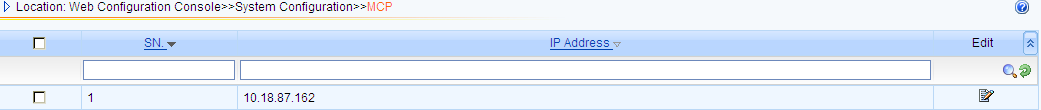 Location: Web Configuration Console>>System Configuration>>MCP
SN. IP Address Edit
1 10.18.87.162